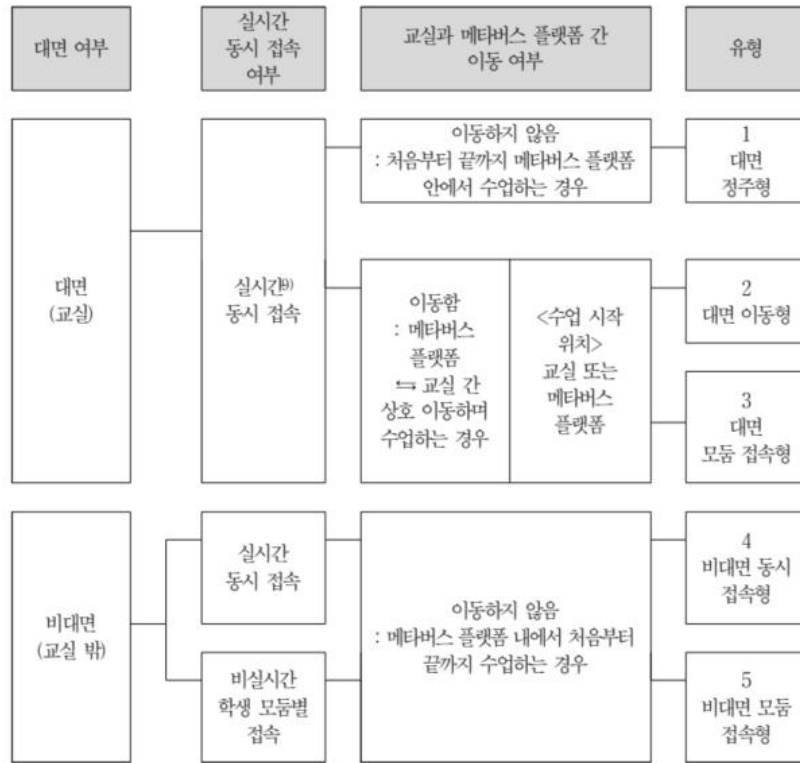 대면 여부
실시간
동시 접속
여부
교실과 메타버스 플랫폼 간
이동 여부
유형
대면
(교실)
실시간9)
동시 접속
이동하지 않음
: 처음부터 끝까지 메타버스 플랫폼
안에서 수업하는 경우
1
대면
정주형
이동함
: 메타버스
플랫폼
⇆ 교실 간
상호 이동하며
수업하는 경우
<수업 시작
위치>
교실 또는
메타버스
플랫폼
2
대면 이동형
3
대면
모둠 접속형
비대면
(교실 밖)
실시간
동시 접속
비실시간
학생 모둠별
접속
이동하지 않음
: 메타버스 플랫폼 내에서 처음부터
끝까지 수업하는 경우
4
비대면 동시
접속형
5
비대면 모둠
접속형